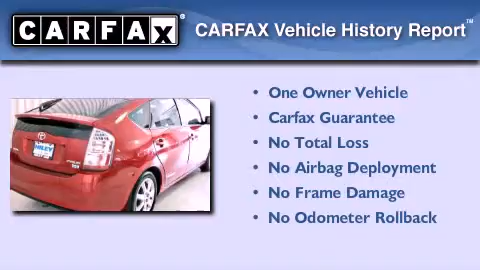 CARFAX®
CARFAX Vehicle History Report™
• One Owner Vehicle
• Carfax Guarantee
• No Total Loss
• No Airbag Deployment
• No Frame Damage
• No Odometer Rollback